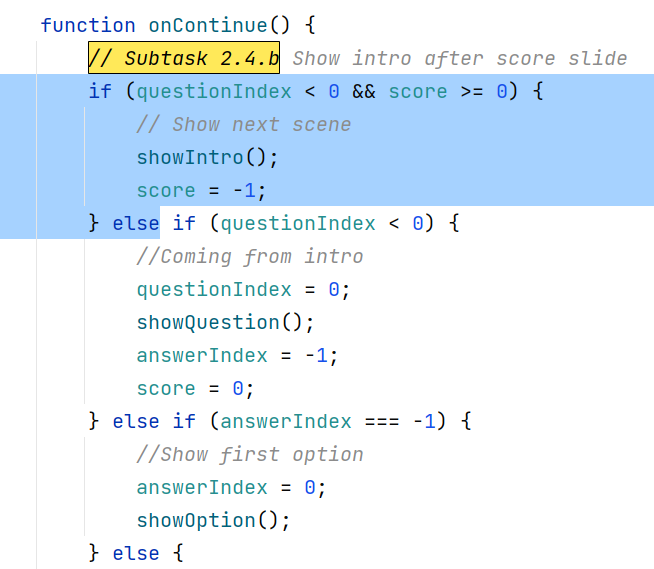 function onContinue() {
// Subtask 2.4.b Show intro after score slide
if (questionIndex < 0 && score >= 0) {
// Show next scene
showIntro();
score = -1;
} else if (questionIndex < 0) {
//Coming from intro
questionIndex = 0;
showQuestion();
answerIndex = -1;
score = 0;
} else if (answerIndex === -1) {
//Show first option
answerIndex = 0;
showOption();
} else {